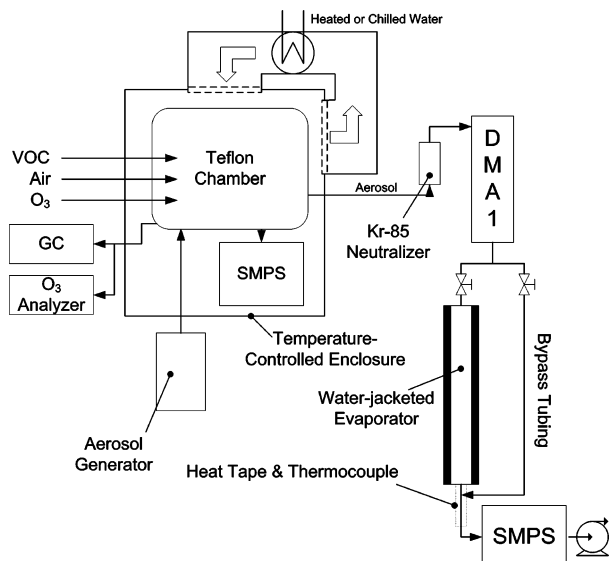 Heated or Chilled Water
VOC
Air
O₃
Teflon
Chamber
Aerosol
Kr-85
Neutralizer
D
M
A
1
GC
O₃
Analyzer
SMPS
Temperature-
Controlled Enclosure
Aerosol
Generator
Water-jacketed
Evaporator
Bypass Tubing
Heat Tape & Thermocouple
SMPS